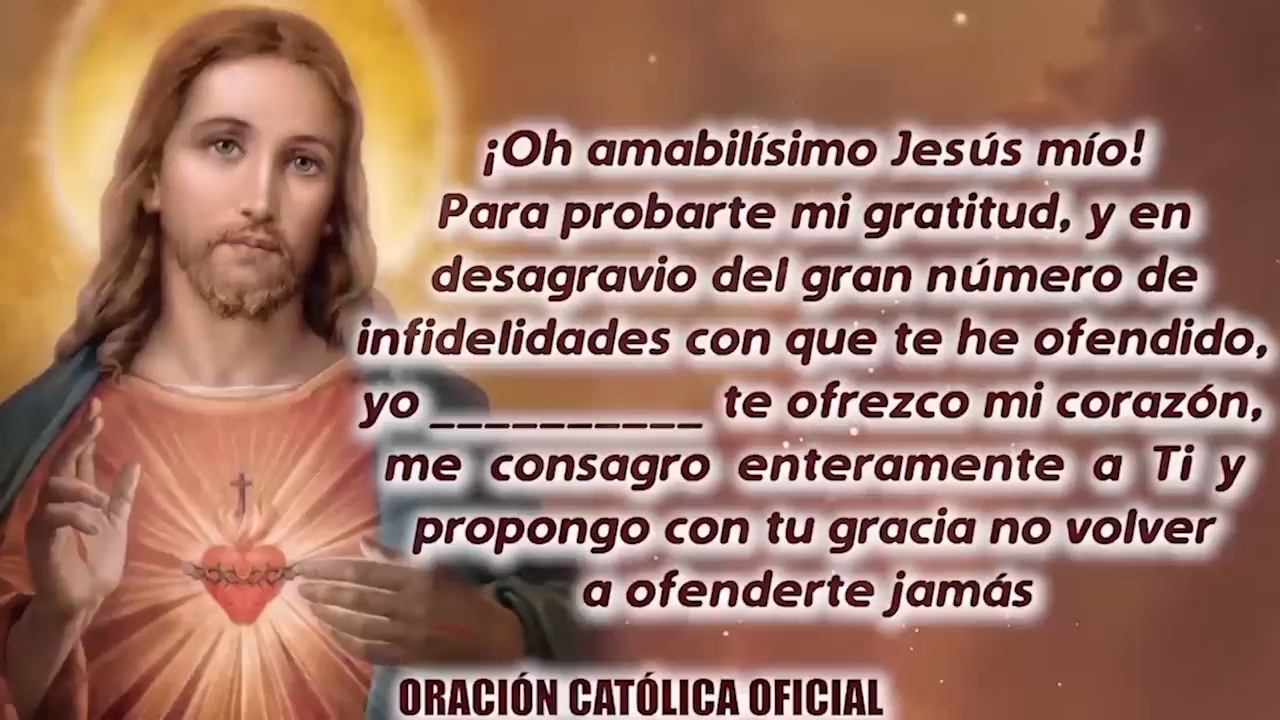 ¡Oh amabilísimo Jesús mío!
Para probarte mi gratitud, y en
desagravio del gran número de
infidelidades con que te he ofendido,
yo __________ te ofrezco mi corazón,
me consagro enteramente a Ti y
propongo con tu gracia no volver
a ofenderte jamás
ORACIÓN CATÓLICA OFICIAL